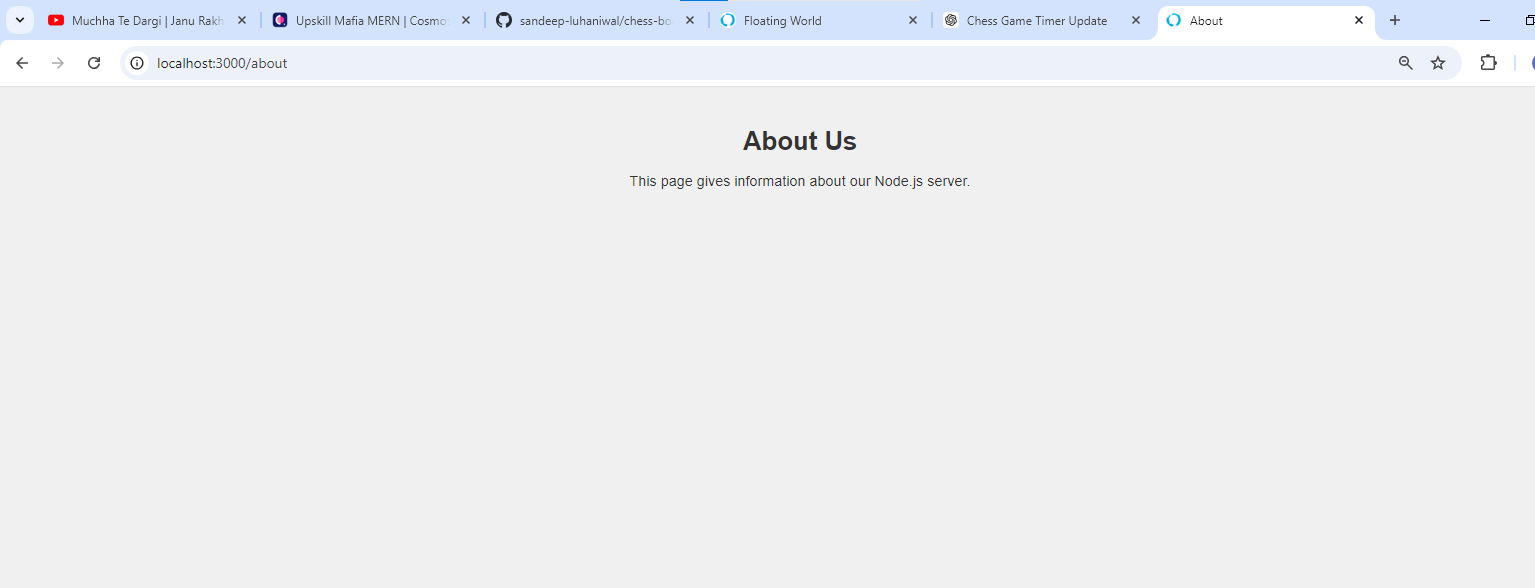 Muchha Te Dargi | Janu Rakh
Upskill Mafia MERN | Cosmos
sandeep-luhaniwal/chess-bo
Floating World
Chess Game Timer Update
About
localhost:3000/about
About Us
This page gives information about our Node.js server.